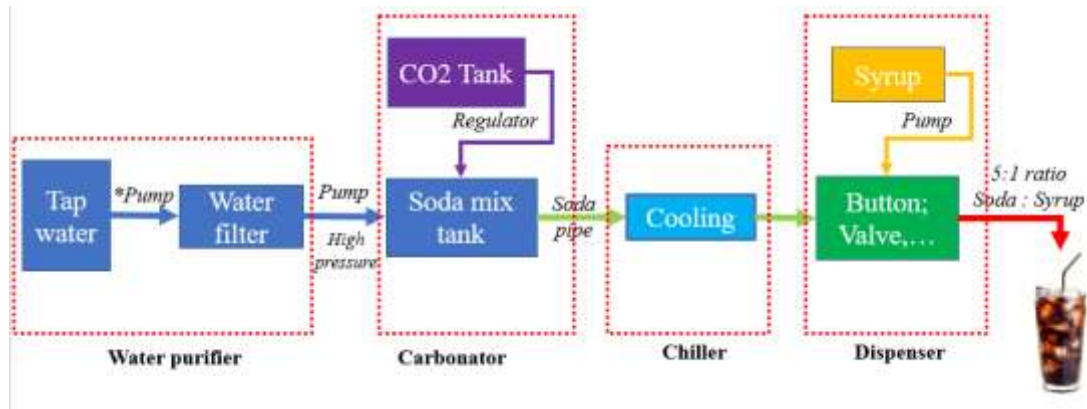 CO2 Tank
Syrup
Regulator
Pump
Tap
water
*Pump
Water
filter
Pump
High
pressure
Soda mix
tank
Soda
pipe
Cooling
Button;
Valve,...
5:1 ratio
Soda : Syrup
Water purifier
Carbonator
Chiller
Dispenser